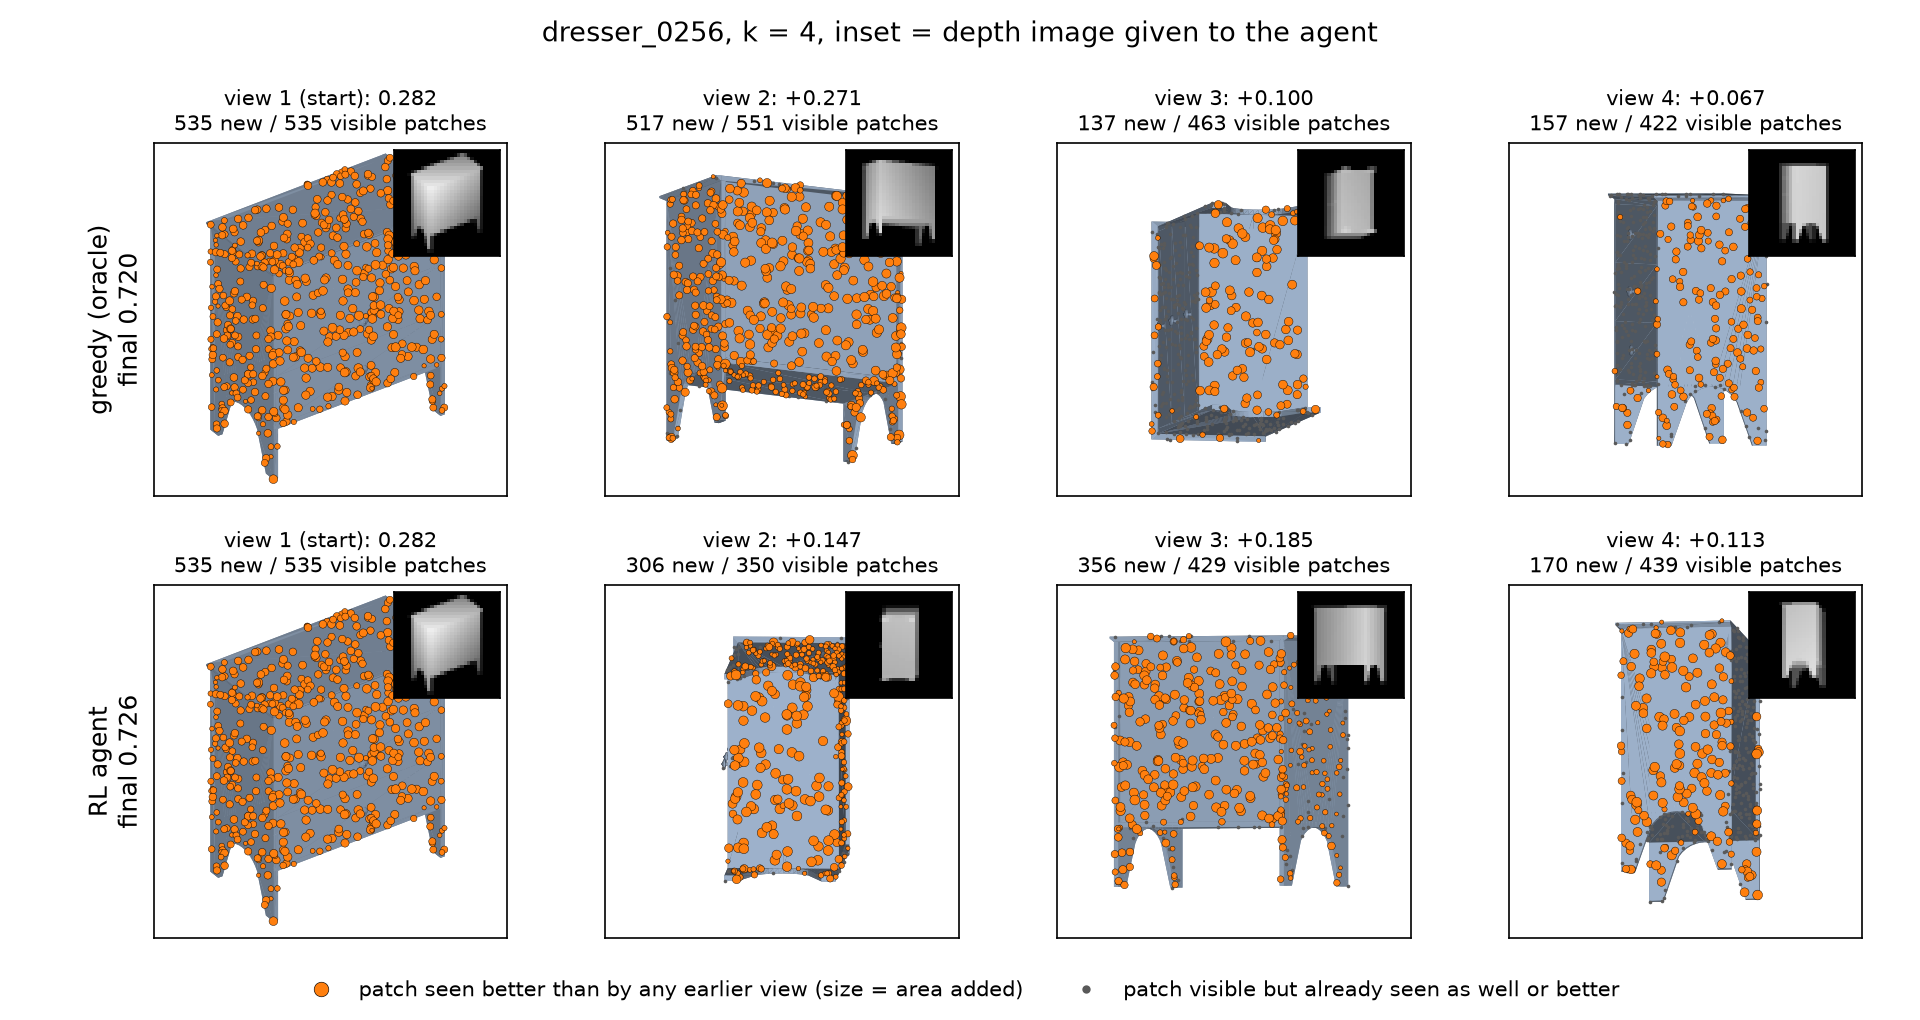 dresser_0256, k = 4, inset = depth image given to the agent
view 1 (start): 0.282
535 new / 535 visible patches
view 2: +0.271
517 new / 551 visible patches
view 3: +0.100
137 new / 463 visible patches
view 4: +0.067
157 new / 422 visible patches
greedy (oracle)
final 0.720
view 1 (start): 0.282
535 new / 535 visible patches
view 2: +0.147
306 new / 350 visible patches
view 3: +0.185
356 new / 429 visible patches
view 4: +0.113
170 new / 439 visible patches
RL agent
final 0.726
patch seen better than by any earlier view (size = area added)
patch visible but already seen as well or better